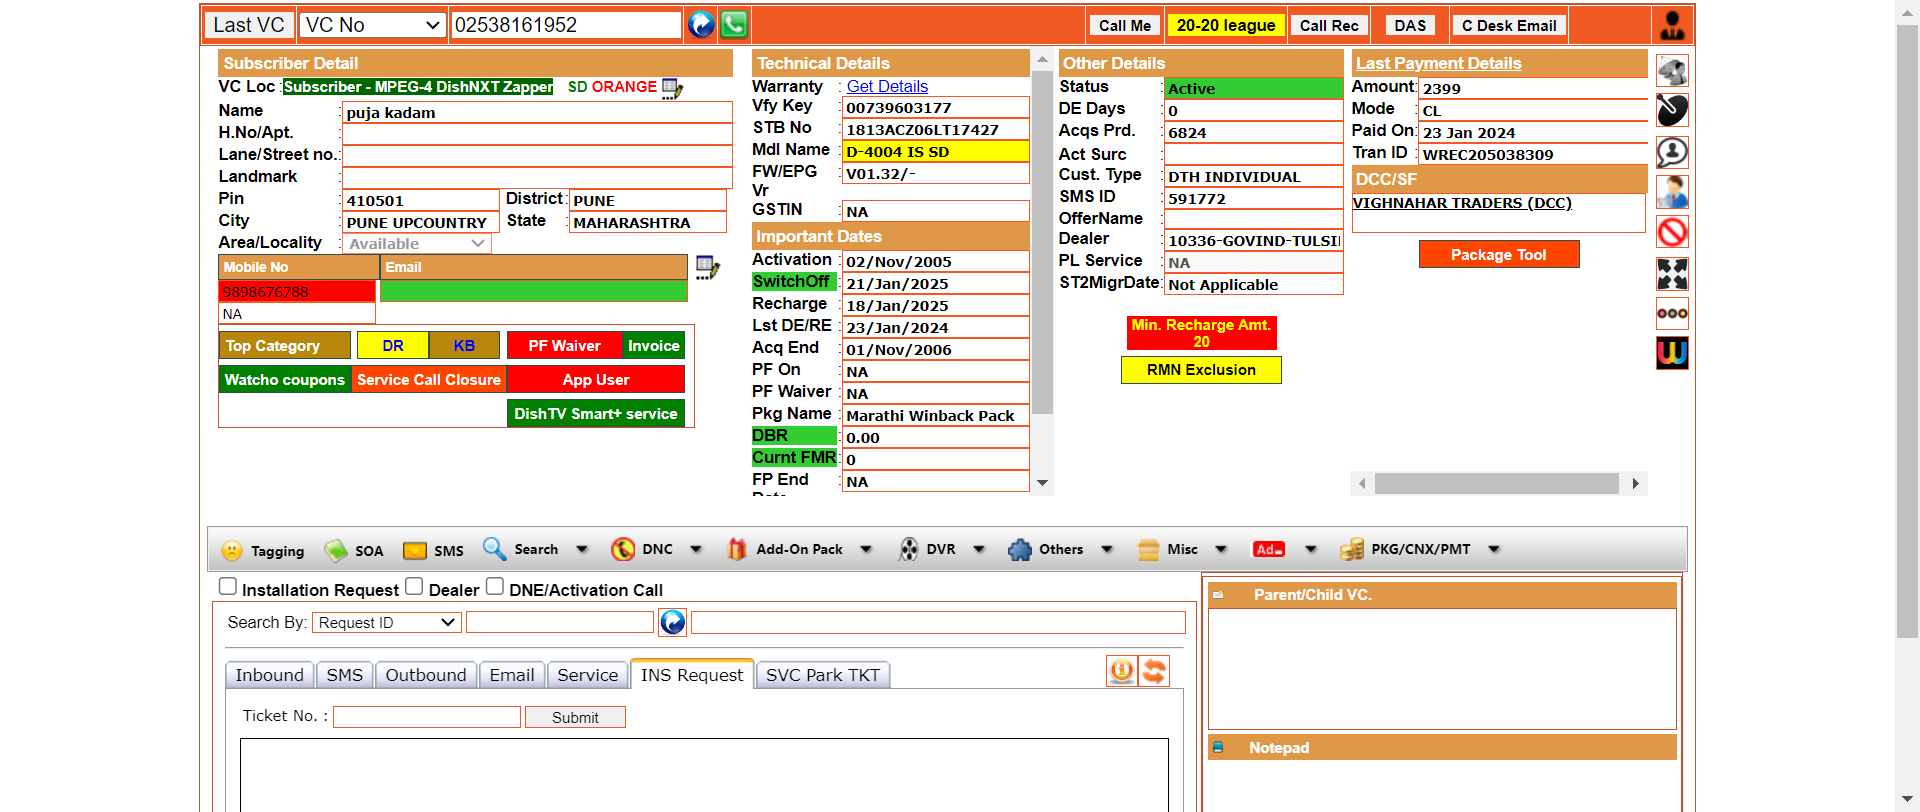 Last VC VC No 02538161952 Call Me 20-20 league Call Rec DAS C Desk Email
Subscriber Detail
VC Loc : Subscriber - MPEG-4 DishNXT Zapper SD ORANGE
Name : puja kadam
H.No/Apt. :
Lane/Street no. :
Landmark :
Pin : 410501 District : PUNE
City : PUNE UPCOUNTRY State : MAHARASHTRA
Area/Locality : Available
Mobile No Email
9898676788
NA
Top Category DR KB PF Waiver Invoice
Watcho coupons Service Call Closure App User
DishTV Smart+ service
Technical Details
Warranty : Get Details
Vfy Key : 00739603177
STB No : 1813ACZ06LT17427
Mdl Name : D-4004 IS SD
FW/EPG Vr : V01.32/-
GSTIN : NA
Important Dates
Activation : 02/Nov/2005
SwitchOff : 21/Jan/2025
Recharge : 18/Jan/2025
Lst DE/RE : 23/Jan/2024
Acq End : 01/Nov/2006
PF On : NA
PF Waiver : NA
Pkg Name : Marathi Winback Pack
DBR : 0.00
Curnt FMR : 0
FP End : NA
Other Details
Status : Active
DE Days : 0
Acqs Prd. : 6824
Act Surc :
Cust. Type : DTH INDIVIDUAL
SMS ID : 591772
OfferName :
Dealer : 10336-GOVIND-TULSI
PL Service : NA
ST2MigrDate: Not Applicable
Min. Recharge Amt.
20
RMN Exclusion
Last Payment Details
Amount: 2399
Mode : CL
Paid On: 23 Jan 2024
Tran ID : WREC205038309
DCC/SF
VIGHNAHAR TRADERS (DCC)
Package Tool
Tagging SOA SMS Search DNC Add-On Pack DVR Others Misc Ad PKG/CNX/PMT
Installation Request Dealer DNE/Activation Call
Search By: Request ID
Inbound SMS Outbound Email Service INS Request SVC Park TKT
Ticket No. : Submit
Parent/Child VC.
Notepad